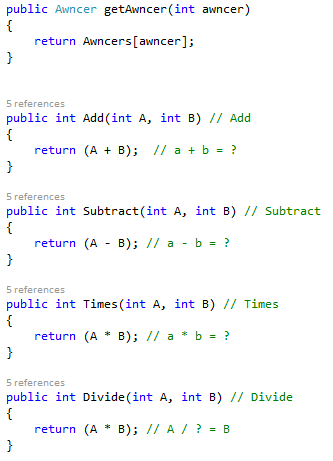 public Awncer getAwncer(int awncer)
{
return Awncers[awncer];
}
5 references
public int Add(int A, int B) // Add
{
return (A + B);  // a + b = ?
}
5 references
public int Subtract(int A, int B) // Subtract
{
return (A - B); // a - b = ?
}
5 references
public int Times(int A, int B) // Times
{
return (A * B); // a * b = ?
}
5 references
public int Divide(int A, int B) // Divide
{
return (A * B); // A / ? = B
}